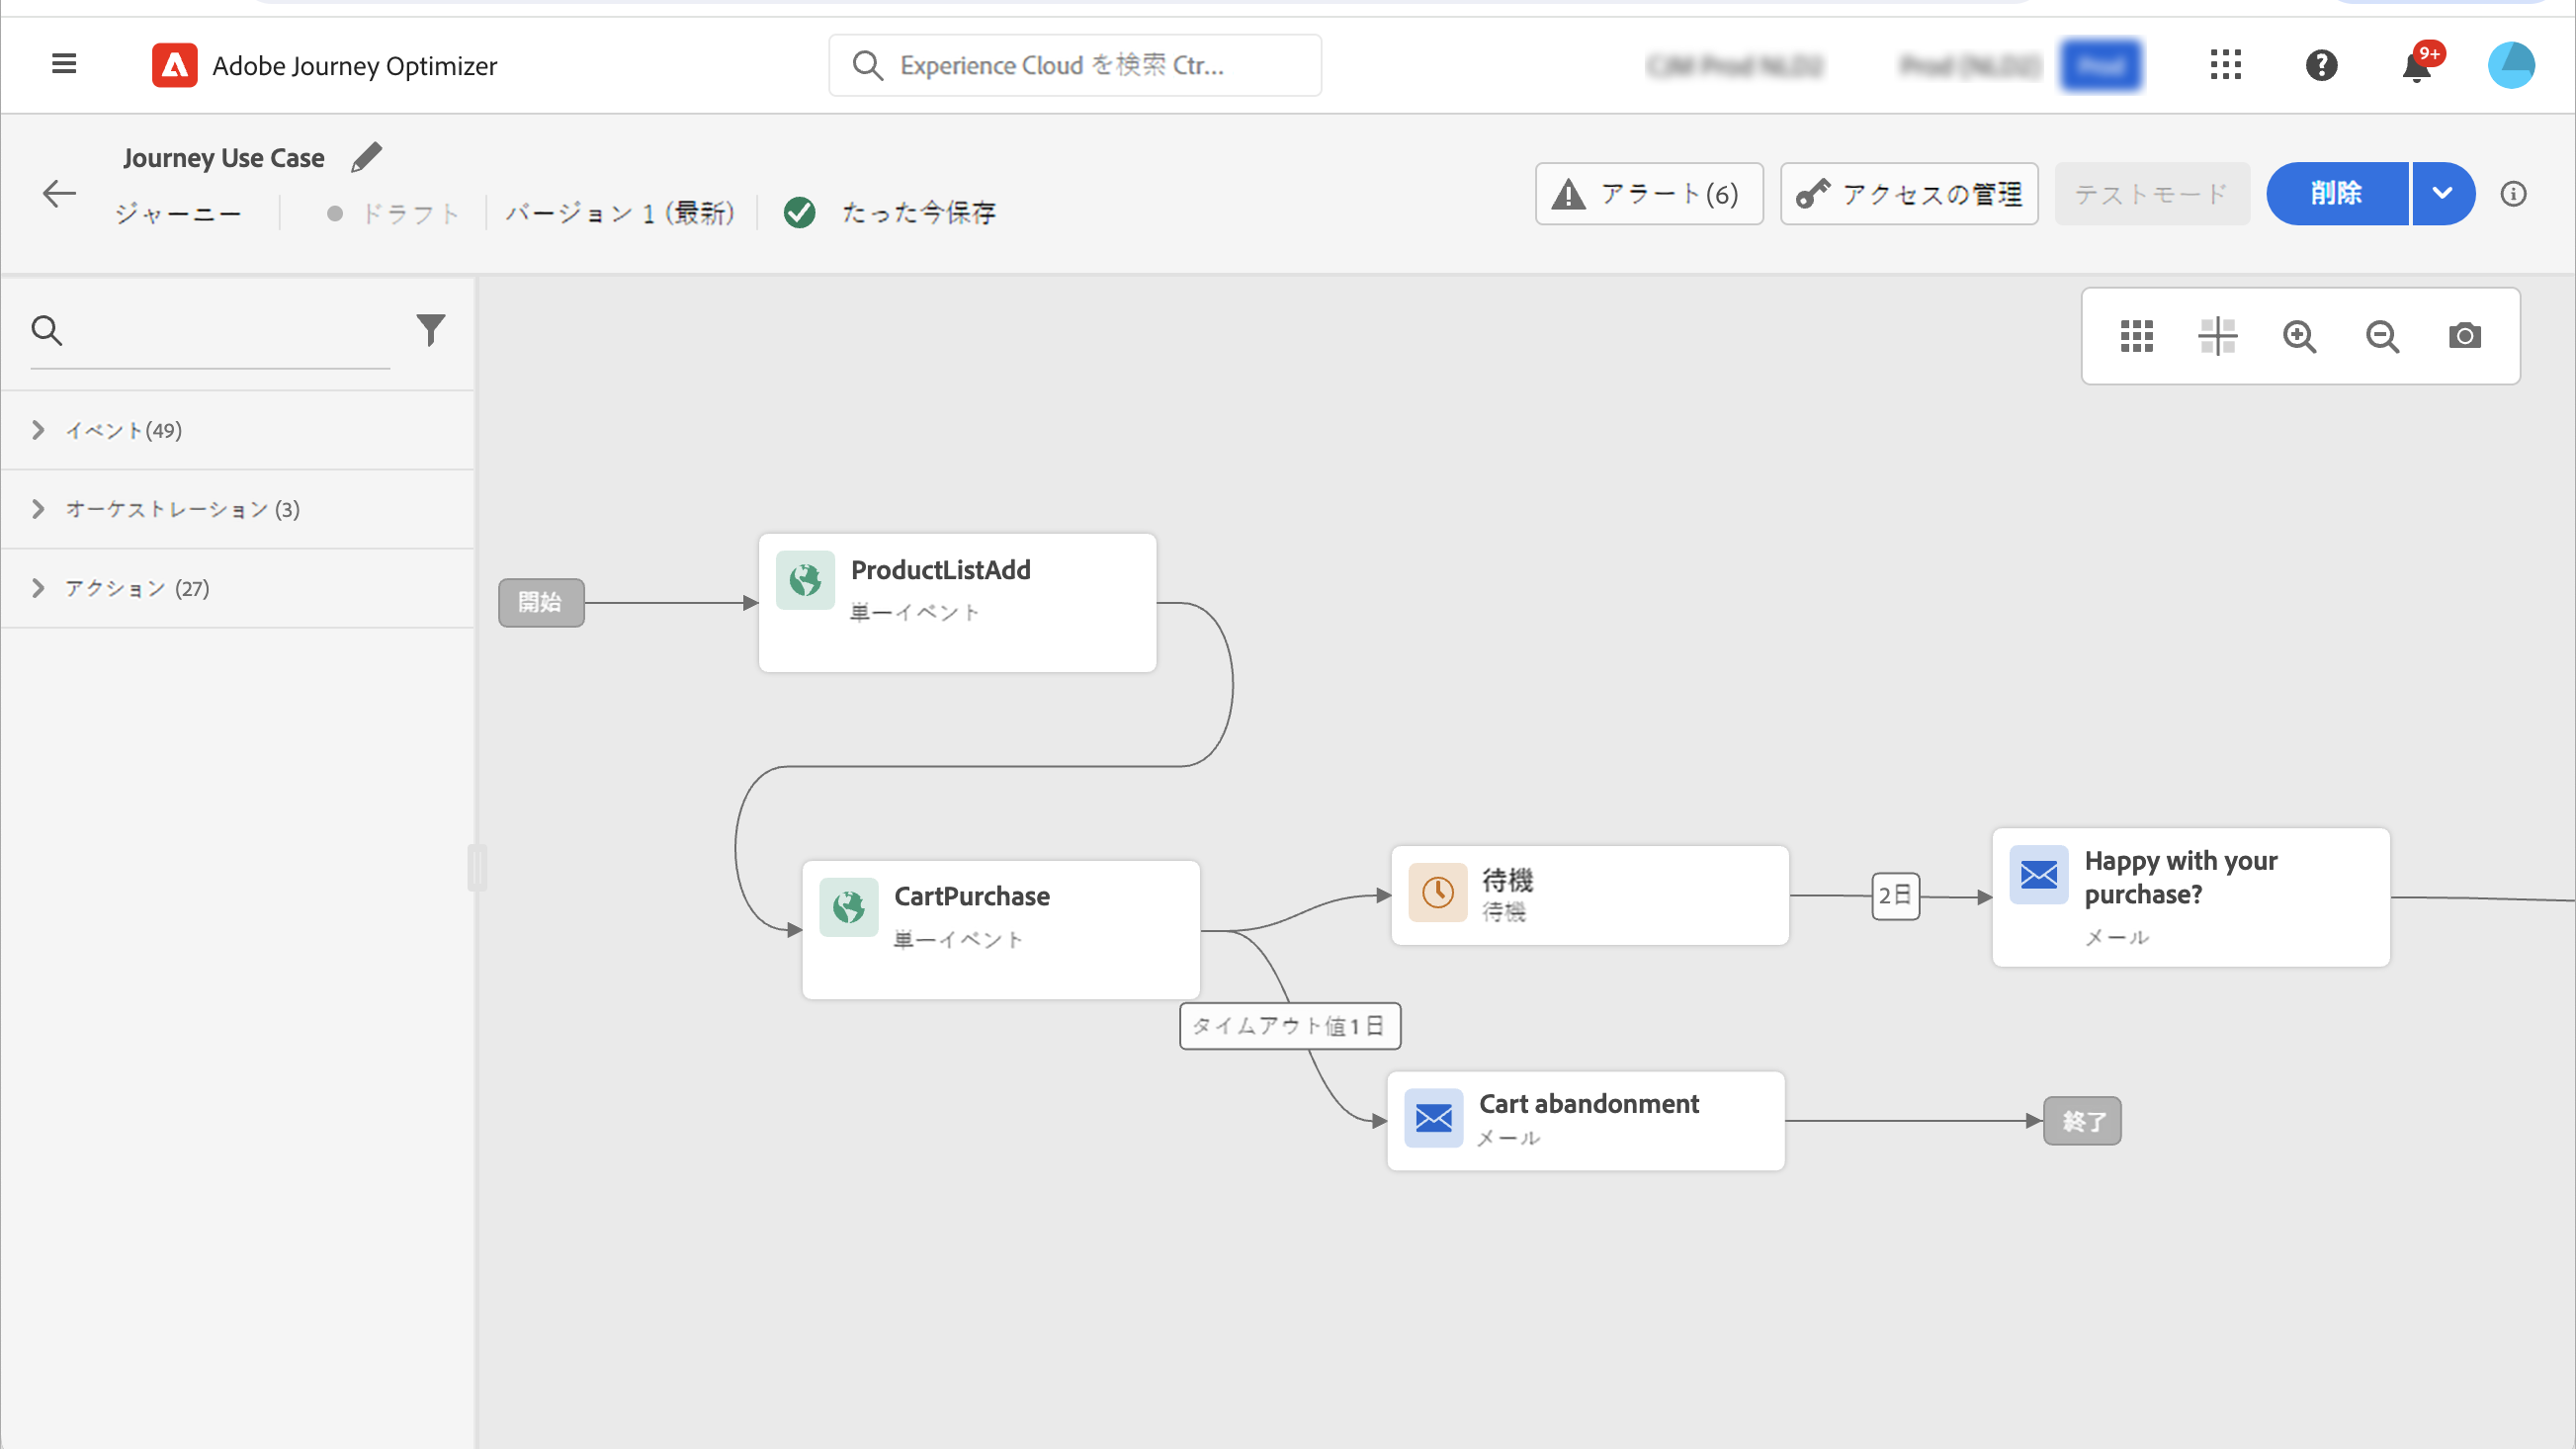 Adobe Journey Optimizer
Experience Cloud を検索 Ctr...
9+
Journey Use Case
ジャーニー
ドラフト
バージョン 1 (最新)
たった今保存
アラート(6)
アクセスの管理
テストモード
削除
イベント(49)
オーケストレーション (3)
アクション (27)
開始
ProductListAdd
単一イベント
CartPurchase
単一イベント
待機
待機
2日
Happy with your
purchase?
メール
タイムアウト値1日
Cart abandonment
メール
終了